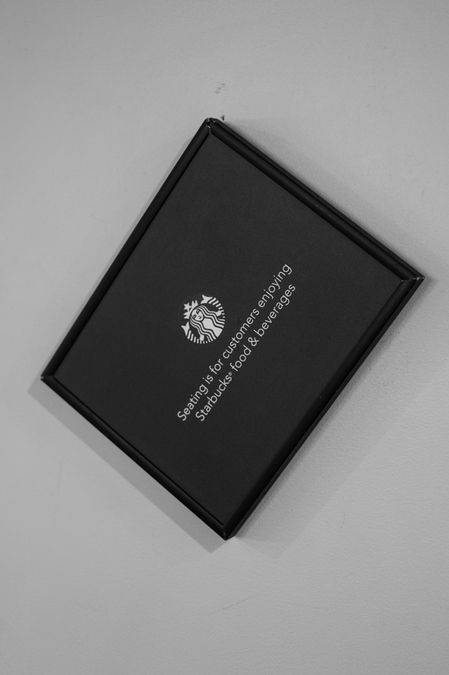 Seating is for customers enjoying
Starbucks® food & beverages